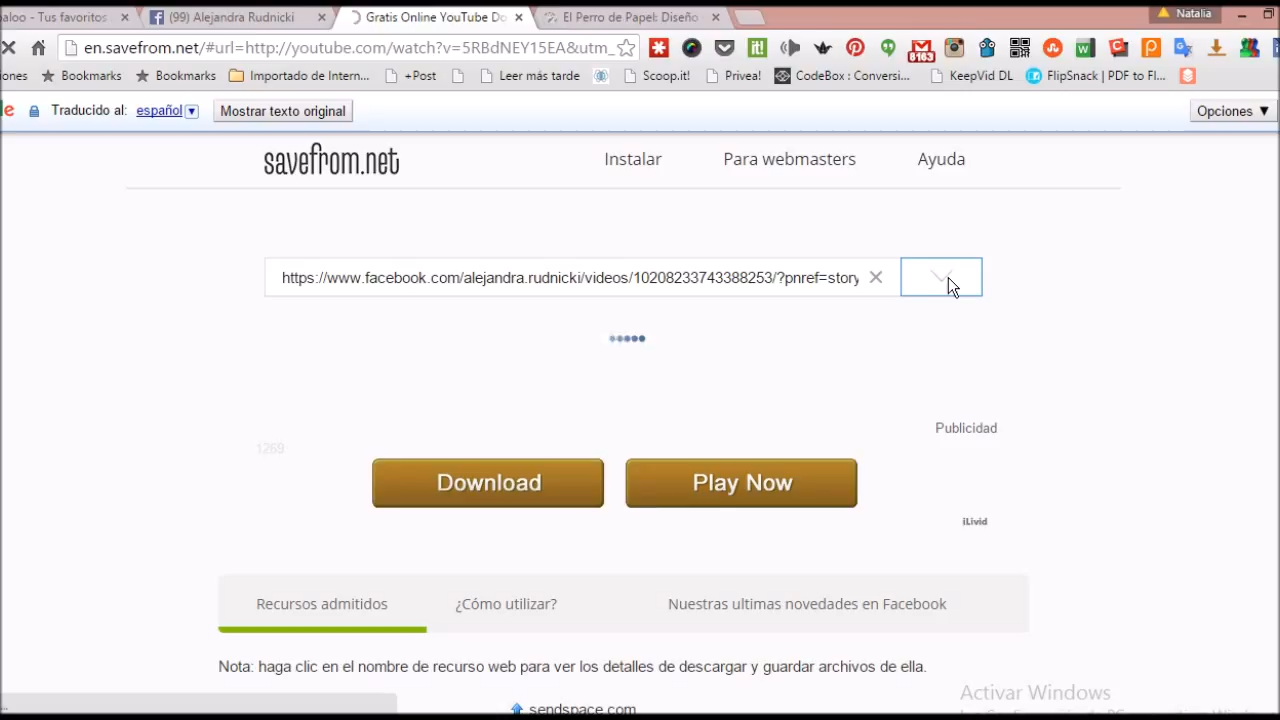 aloo - Tus favoritos
(99) Alejandra Rudnicki
Gratis Online YouTube Do
El Perro de Papel: Diseño
Natalia
en.savefrom.net/#url=http://youtube.com/watch?v=5RBdNEY15EA&utm_
it!
8163
W
P
ones
Bookmarks
Bookmarks
Importado de Intern...
+Post
Leer más tarde
Scoop.it!
Privea!
CodeBox : Conversi...
KeepVid DL
FlipSnack | PDF to Fl...
e
Traducido al:
español
Mostrar texto original
Opciones ▼
savefrom.net
Instalar
Para webmasters
Ayuda
https://www.facebook.com/alejandra.rudnicki/videos/10208233743388253/?pnref=story
Publicidad
1269
Download
Play Now
iLivid
Recursos admitidos
¿Cómo utilizar?
Nuestras ultimas novedades en Facebook
Nota: haga clic en el nombre de recurso web para ver los detalles de descargar y guardar archivos de ella.
Activar Windows
sendspace.com